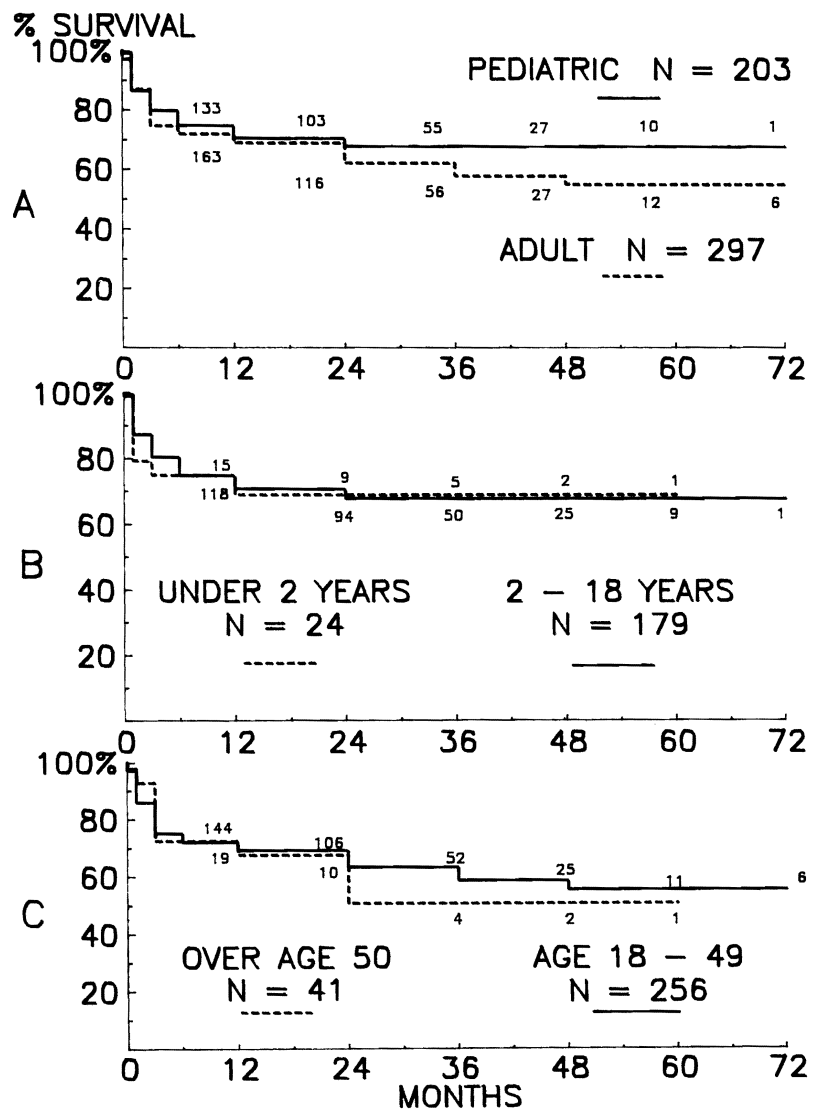 % SURVIVAL
100%
PEDIATRIC N = 203
80
133 103 55 27 10 1
60
163 116 56 27 12 6
A
40
ADULT N = 297
20
0 12 24 36 48 60 72
100%
80
15 9 5 2 1
118 94 50 25 9 1
60
B
40
UNDER 2 YEARS 2 – 18 YEARS
N = 24 N = 179
20
0 12 24 36 48 60 72
100%
80
144 106 52 25 11 6
19 10 4 2 1
60
C
40
OVER AGE 50 AGE 18 – 49
N = 41 N = 256
20
0 12 24 36 48 60 72
MONTHS